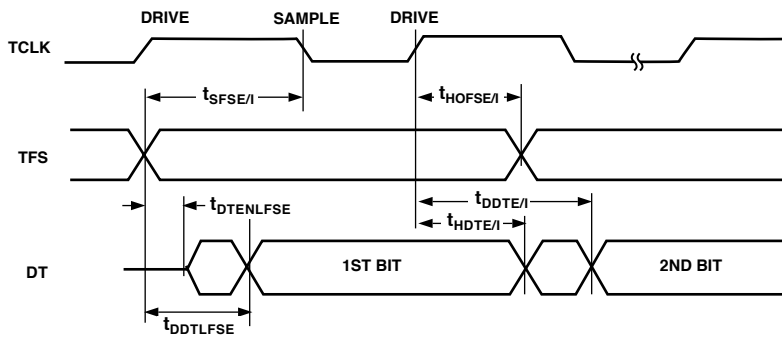 DRIVE SAMPLE DRIVE
TCLK
tSFSE/I tHOFSE/I
TFS
tDDTE/I
tDTENLFSE
tHDTE/I
DT 1ST BIT 2ND BIT
tDDTLFSE